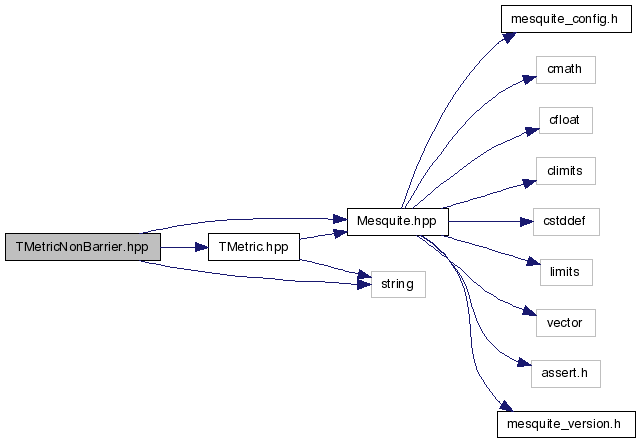 mesquite_config.h
cmath
cfloat
climits
Mesquite.hpp
cstddef
TMetricNonBarrier.hpp
TMetric.hpp
limits
string
vector
assert.h
mesquite_version.h